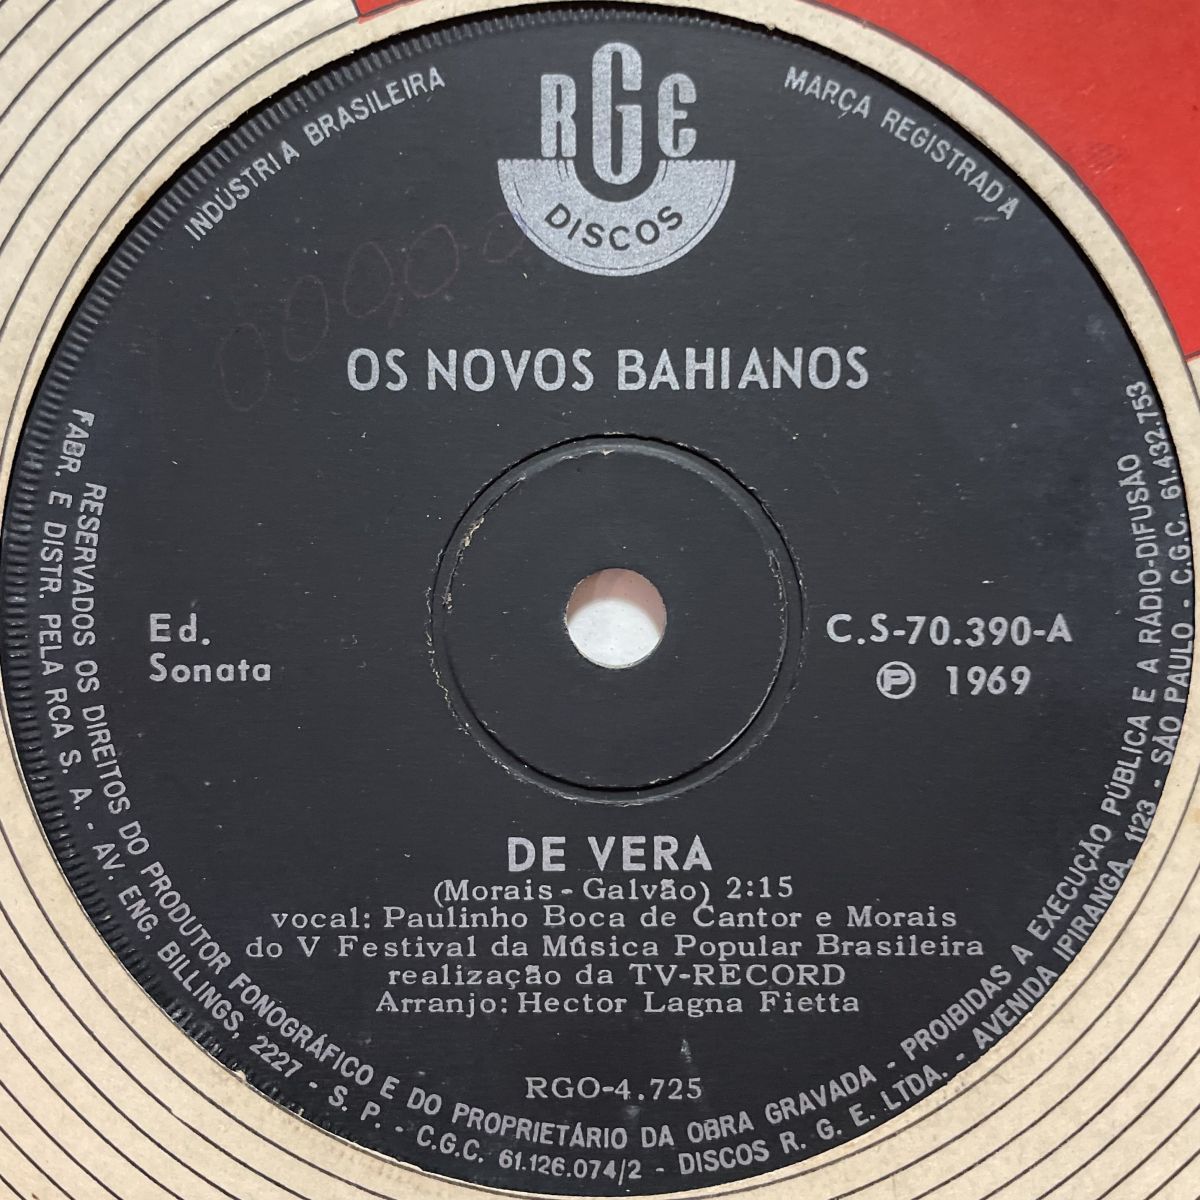 INDÚSTRIA BRASILEIRA
RGE
DISCOS
MARCA REGISTRADA
OS NOVOS BAHIANOS
Ed.
Sonata
C.S-70.390-A
℗ 1969
DE VERA
(Morais - Galvão) 2:15
vocal: Paulinho Boca de Cantor e Morais
do V Festival da Música Popular Brasileira
realização da TV-RECORD
Arranjo: Hector Lagna Fietta
RGO-4.725
RESERVADOS OS DIREITOS DO PRODUTOR FONOGRÁFICO E DO PROPRIETÁRIO DA OBRA GRAVADA - PROIBIDAS A EXECUÇÃO PÚBLICA E A RÁDIO-DIFUSÃO
FABR. E DISTR. PELA RCA S. A. - AV. ENG. BILLINGS, 2227 - S. P. - C.G.C. 61.126.074/2 - DISCOS R. G. E. LTDA. - AVENIDA IPIRANGA, 1123 - SÃO PAULO - C.G.C. 61.432.753